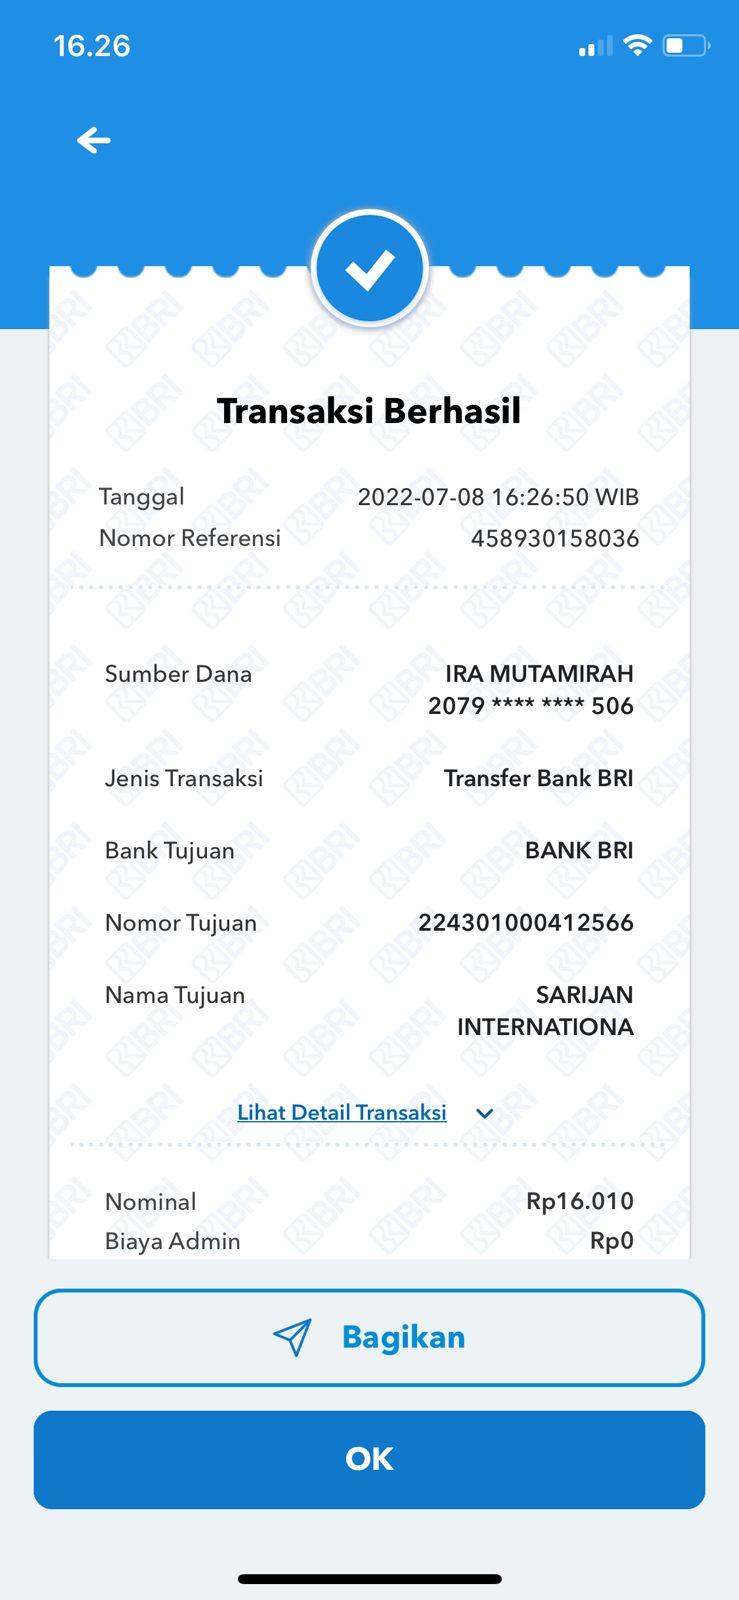 16.26
Transaksi Berhasil
Tanggal 2022-07-08 16:26:50 WIB
Nomor Referensi 458930158036
Sumber Dana IRA MUTAMIRAH
2079 **** **** 506
Jenis Transaksi Transfer Bank BRI
Bank Tujuan BANK BRI
Nomor Tujuan 224301000412566
Nama Tujuan SARIJAN
INTERNATIONA
Lihat Detail Transaksi
Nominal Rp16.010
Biaya Admin Rp0
Bagikan
OK